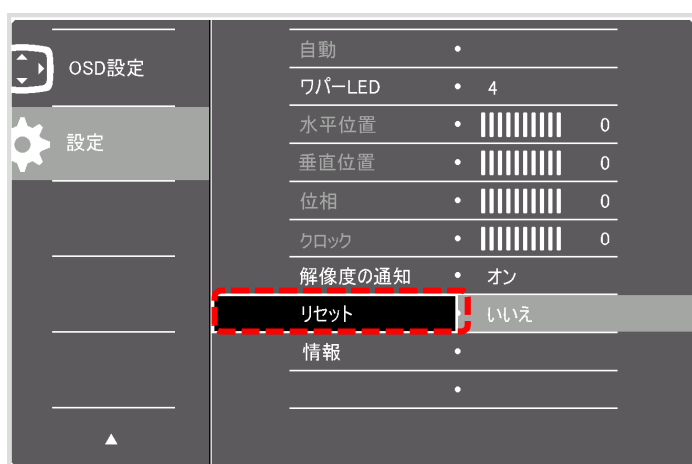 OSD設定
設定
▲
自動 •
ワパーLED • 4
水平位置 • 0
垂直位置 • 0
位相 • 0
クロック • 0
解像度の通知 • オン
リセット • いいえ
情報 •
•